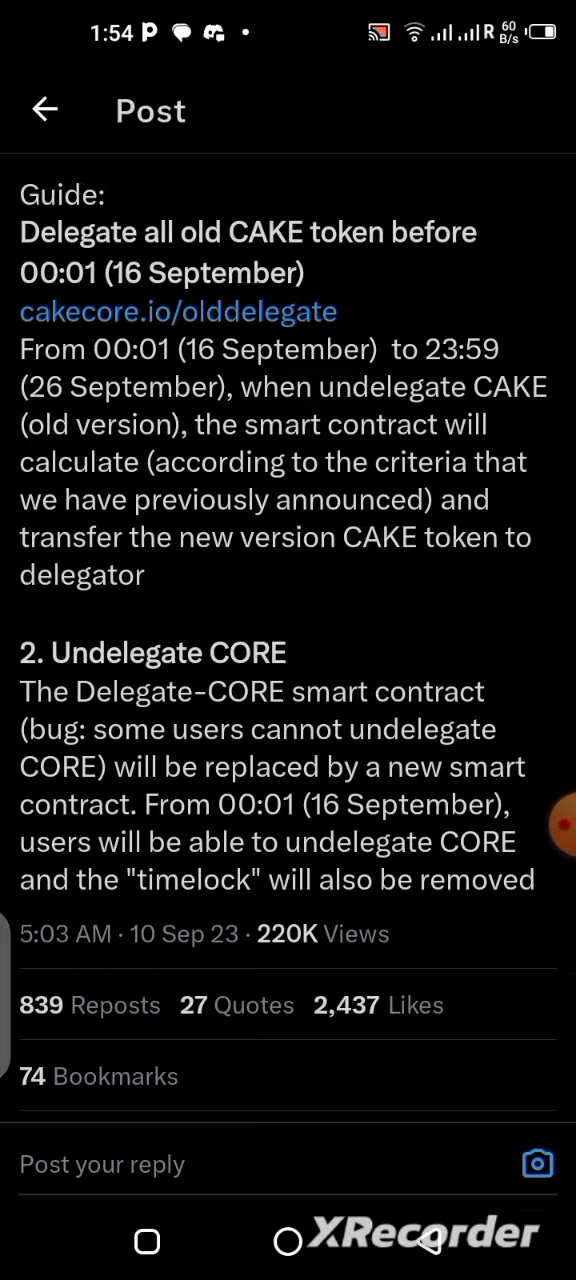 1:54
R 60 B/s
Post
Guide:
Delegate all old CAKE token before
00:01 (16 September)
cakecore.io/olddelegate
From 00:01 (16 September)  to 23:59
(26 September), when undelegate CAKE
(old version), the smart contract will
calculate (according to the criteria that
we have previously announced) and
transfer the new version CAKE token to
delegator
2. Undelegate CORE
The Delegate-CORE smart contract
(bug: some users cannot undelegate
CORE) will be replaced by a new smart
contract. From 00:01 (16 September),
users will be able to undelegate CORE
and the "timelock" will also be removed
5:03 AM · 10 Sep 23 · 220K Views
839 Reposts 27 Quotes 2,437 Likes
74 Bookmarks
Post your reply
XRecorder